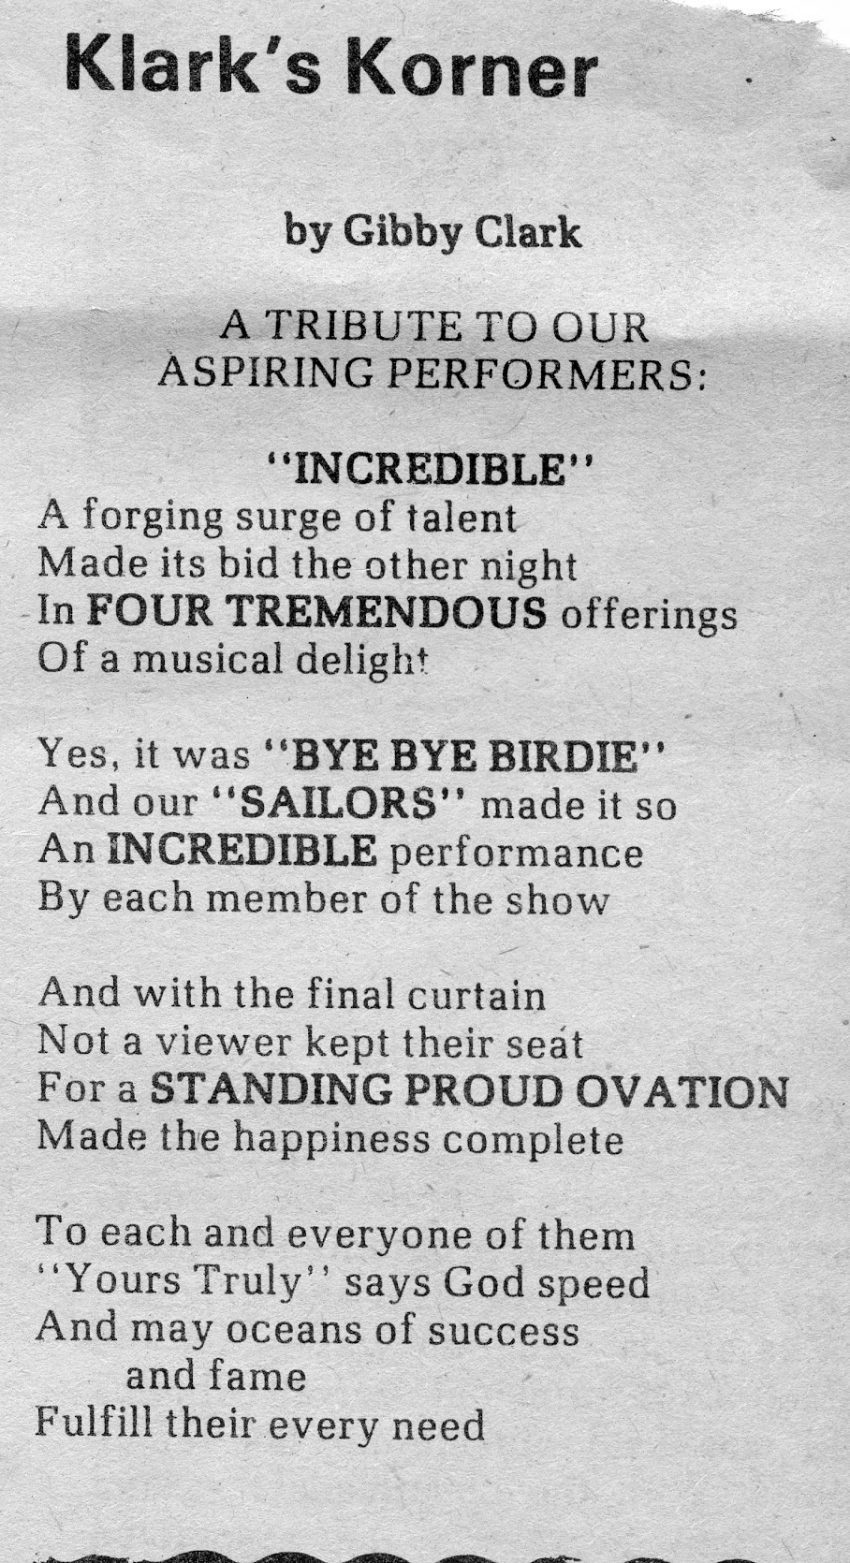 Klark's Korner
by Gibby Clark
A TRIBUTE TO OUR
ASPIRING PERFORMERS:
"INCREDIBLE"
A forging surge of talent
Made its bid the other night
In FOUR TREMENDOUS offerings
Of a musical delight
Yes, it was "BYE BYE BIRDIE"
And our "SAILORS" made it so
An INCREDIBLE performance
By each member of the show
And with the final curtain
Not a viewer kept their seat
For a STANDING PROUD OVATION
Made the happiness complete
To each and everyone of them
"Yours Truly" says God speed
And may oceans of success
and fame
Fulfill their every need